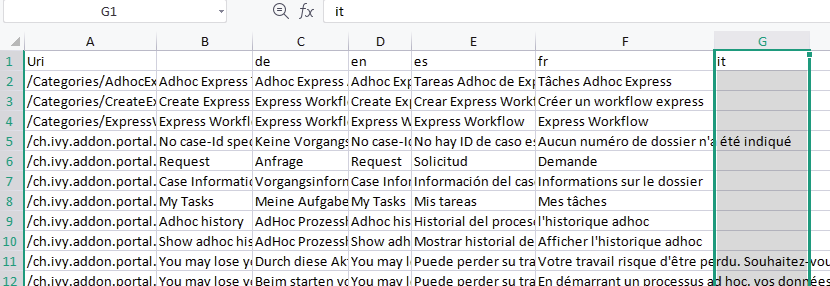 G1 fx it
A B C D E F G
1 Uri de en es fr it
2 /Categories/AdhocEx Adhoc Express Adhoc Express Adhoc Exp Tareas Adhoc de Exp Tâches Adhoc Express
3 /Categories/CreateEx Create Express Express Workfl Create Exp Crear Express Work Créer un workflow express
4 /Categories/ExpressW Express Workfl Express Workfl Express W Express Workflow Express Workflow
5 /ch.ivy.addon.portal. No case-Id spec Keine Vorgangs No case-Id No hay ID de caso es Aucun numéro de dossier n'a été indiqué
6 /ch.ivy.addon.portal. Request Anfrage Request Solicitud Demande
7 /ch.ivy.addon.portal. Case Informatic Vorgangsinforn Case Infor Información del cas Informations sur le dossier
8 /ch.ivy.addon.portal. My Tasks Meine Aufgabe My Tasks Mis tareas Mes tâches
9 /ch.ivy.addon.portal. Adhoc history AdHoc Prozessh Adhoc his Historial del proces l'historique adhoc
10 /ch.ivy.addon.portal. Show adhoc his AdHoc Prozessh Show adh Mostrar historial de Afficher l'historique adhoc
11 /ch.ivy.addon.portal. You may lose yo Durch diese Ak You may l Puede perder su tra Votre travail risque d'être perdu. Souhaitez-vou
12 /ch.ivy.addon.portal. You may lose yo Beim starten vo You may l Puede perder su tra En démarrant un processus ad hoc, vos données